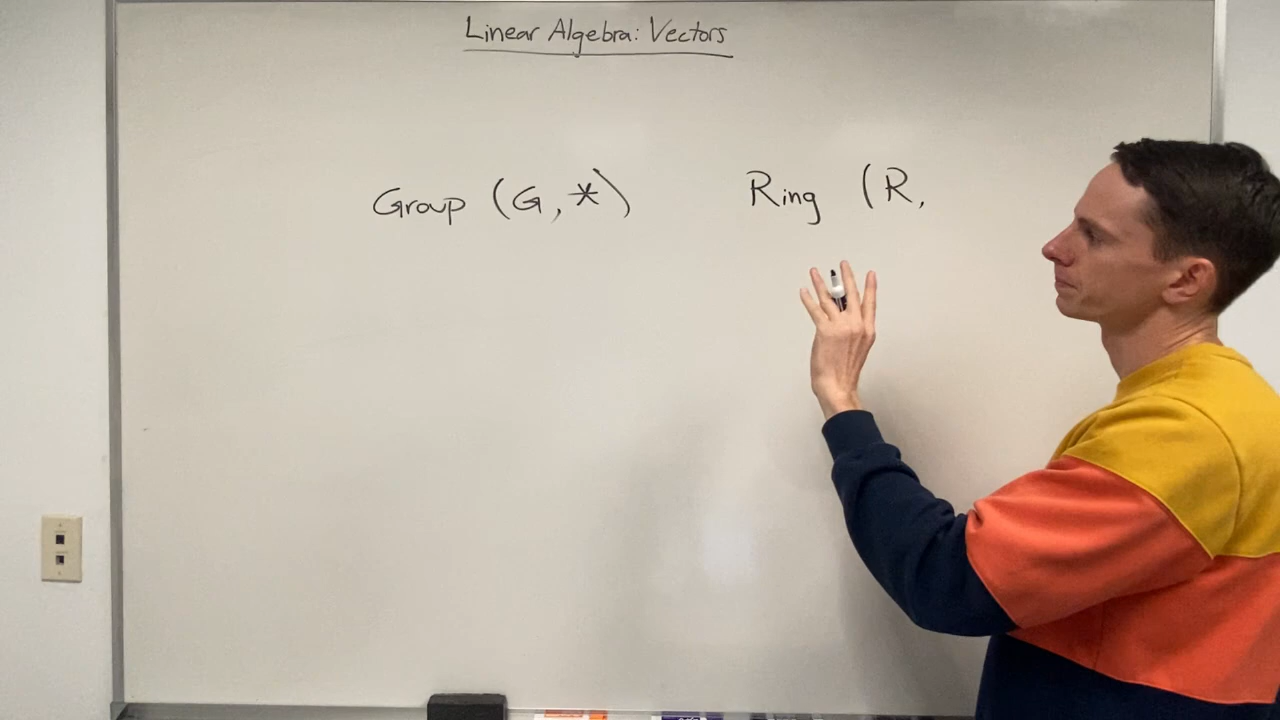 Linear Algebra: Vectors
Group (G, *) Ring (R,